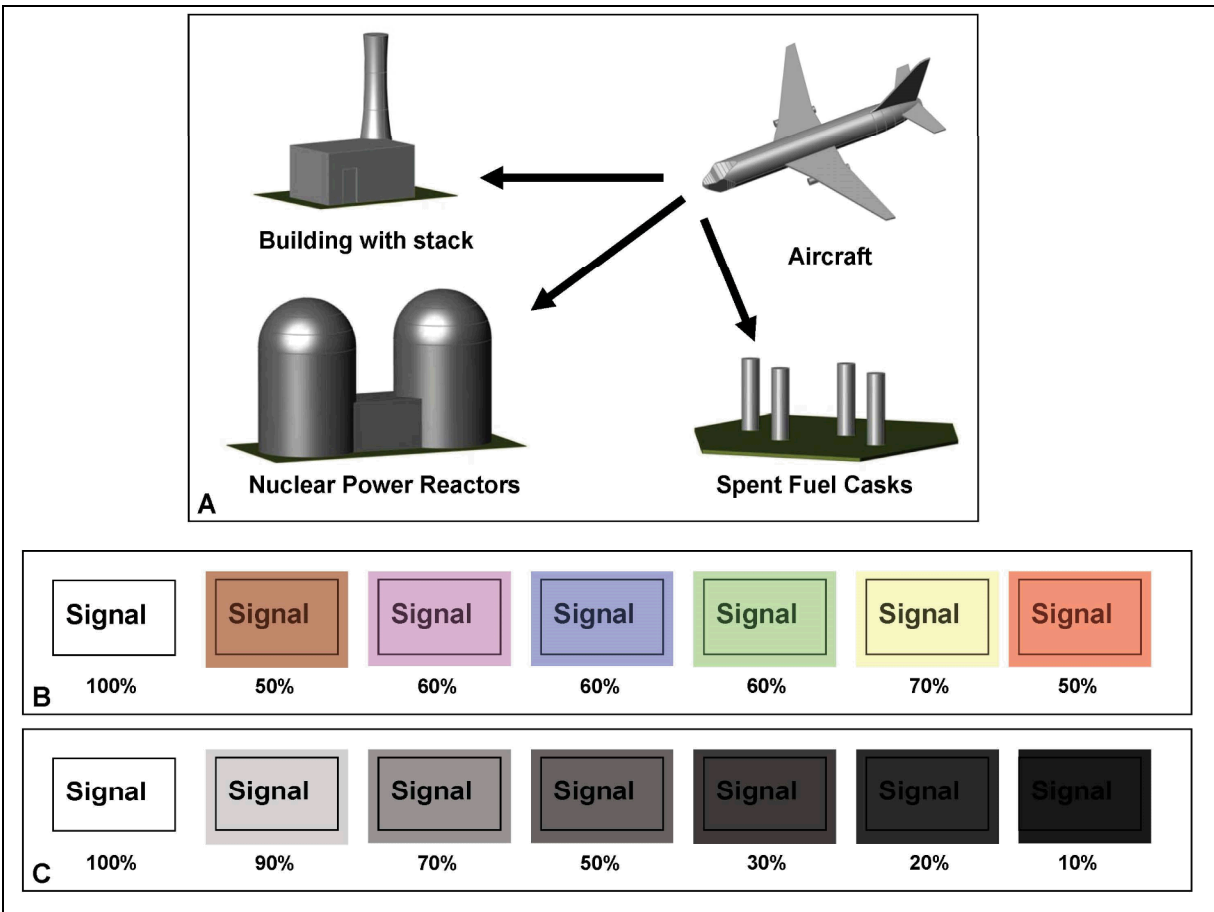 Building with stack
Aircraft
Nuclear Power Reactors
Spent Fuel Casks
A
Signal Signal Signal Signal Signal Signal Signal
100% 50% 60% 60% 60% 70% 50%
B
Signal Signal Signal Signal Signal Signal Signal
100% 90% 70% 50% 30% 20% 10%
C